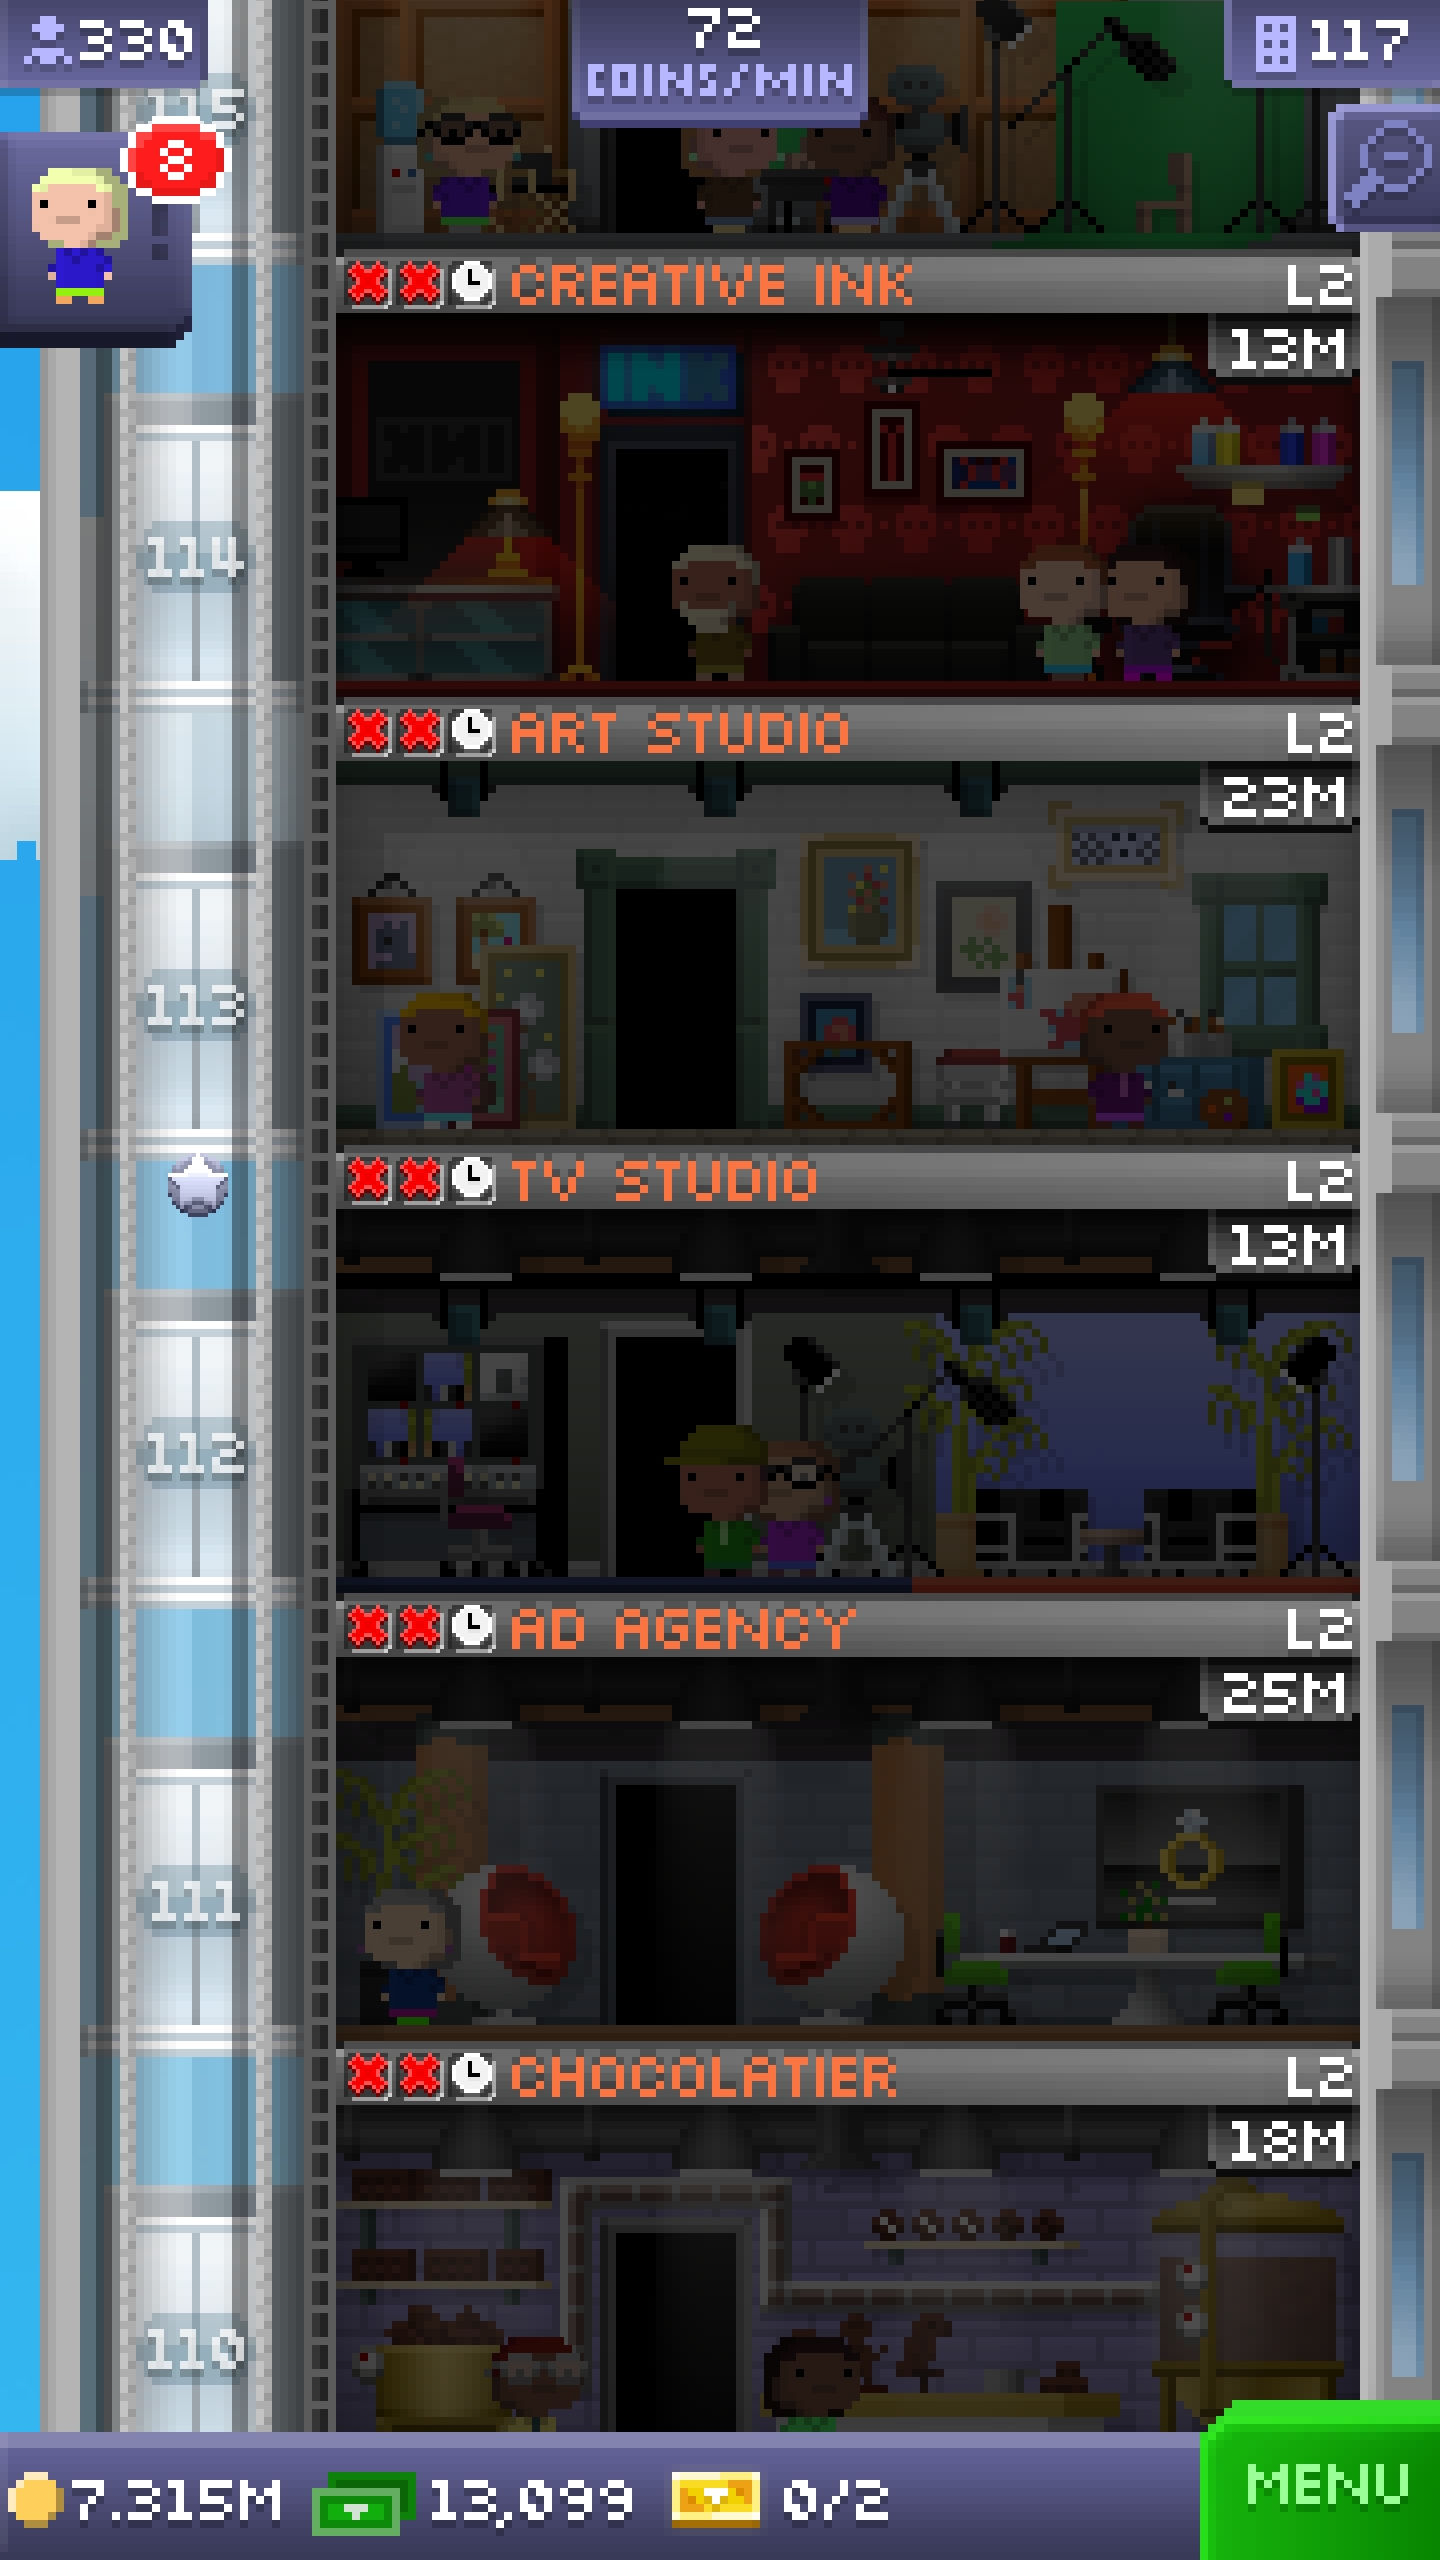 330
72
COINS/MIN
117
115
8
CREATIVE INK L2
13M
INK
INK
114
ART STUDIO L2
23M
113
TV STUDIO L2
13M
112
AD AGENCY L2
25M
111
CHOCOLATIER L2
18M
110
7.315M 13,099 0/2
MENU